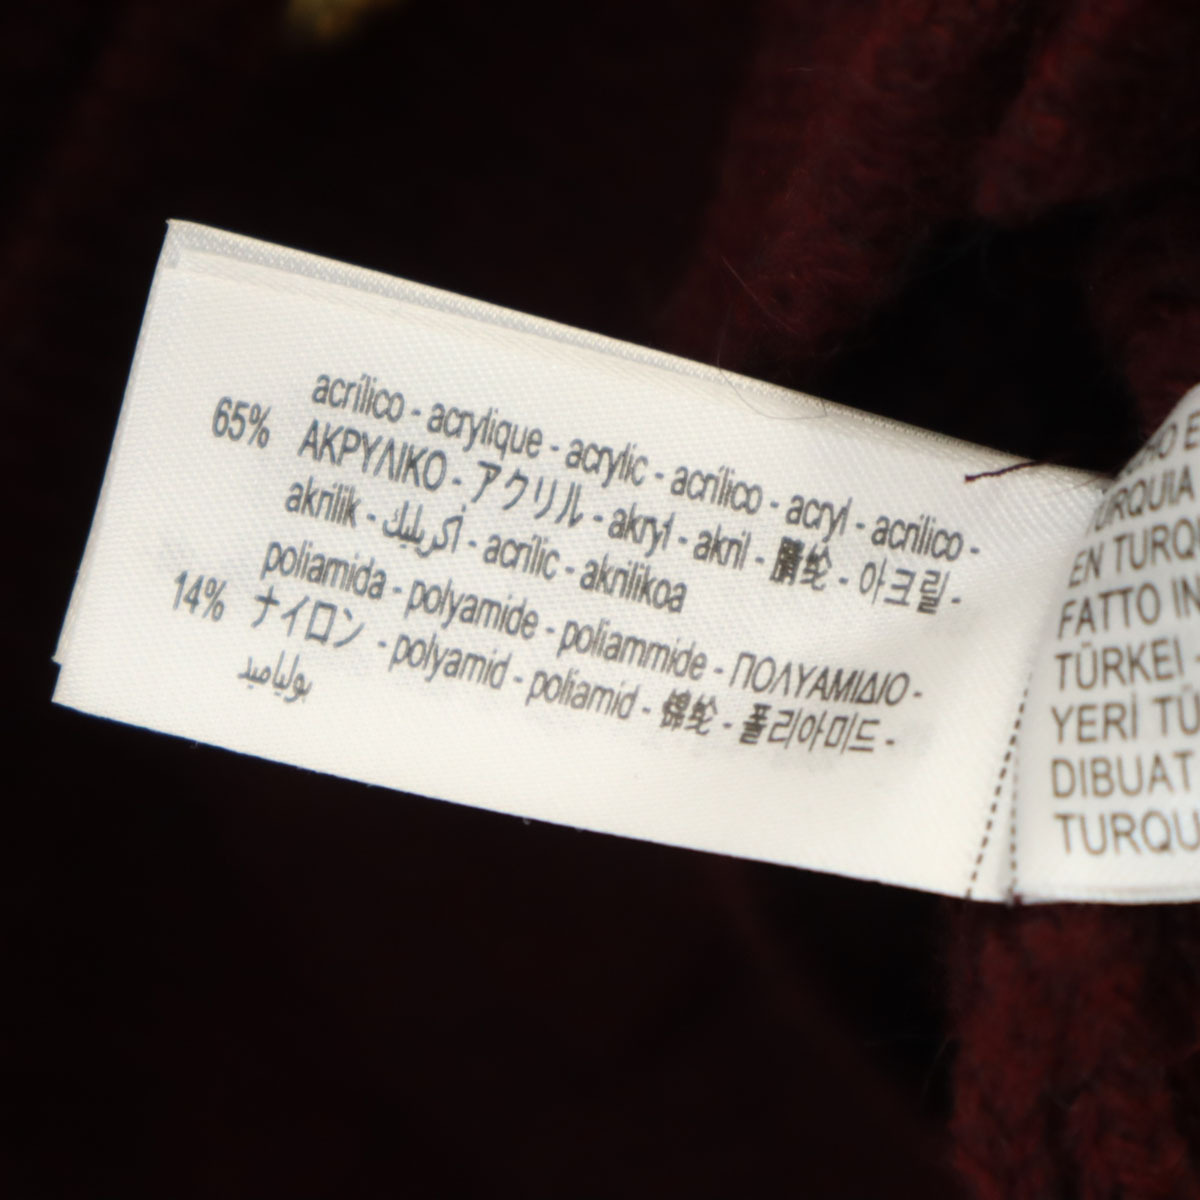 65% acrílico - acrylique - acrylic - acrílico - acryl - acrilico -
ΑΚΡΥΛΙΚΟ - アクリル - akryl - akril - 腈纶 - 아크릴 -
akrilik - أكريليك - acrílic - akrilikoa
14% poliamida - polyamide - poliammide - ΠΟΛΥΑΜΙΔΙΟ -
ナイロン - polyamid - poliamid - 锦纶 - 폴리아미드 -
بولياميد
EN TURQU
FATTO IN
TÜRKEI -
YERİ TÜ
DIBUAT
TURQU